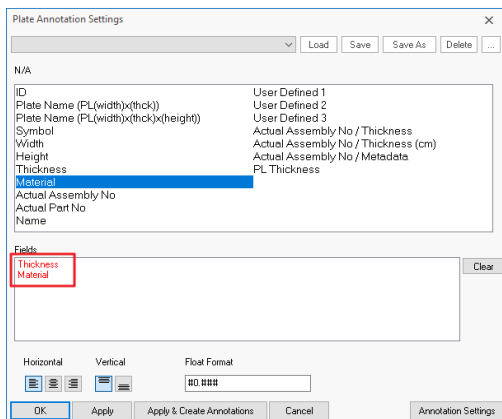 Plate Annotation Settings
Load Save Save As Delete ...
N/A
ID
Plate Name (PL(width)x(thck))
Plate Name (PL(width)x(thck)x(height))
Symbol
Width
Height
Thickness
Material
Actual Assembly No
Actual Part No
Name
User Defined 1
User Defined 2
User Defined 3
Actual Assembly No / Thickness
Actual Assembly No / Thickness (cm)
Actual Assembly No / Metadata
PL Thickness
Fields
Thickness
Material
Clear
Horizontal Vertical Float Format
#0.###
OK Apply Apply & Create Annotations Cancel Annotation Settings